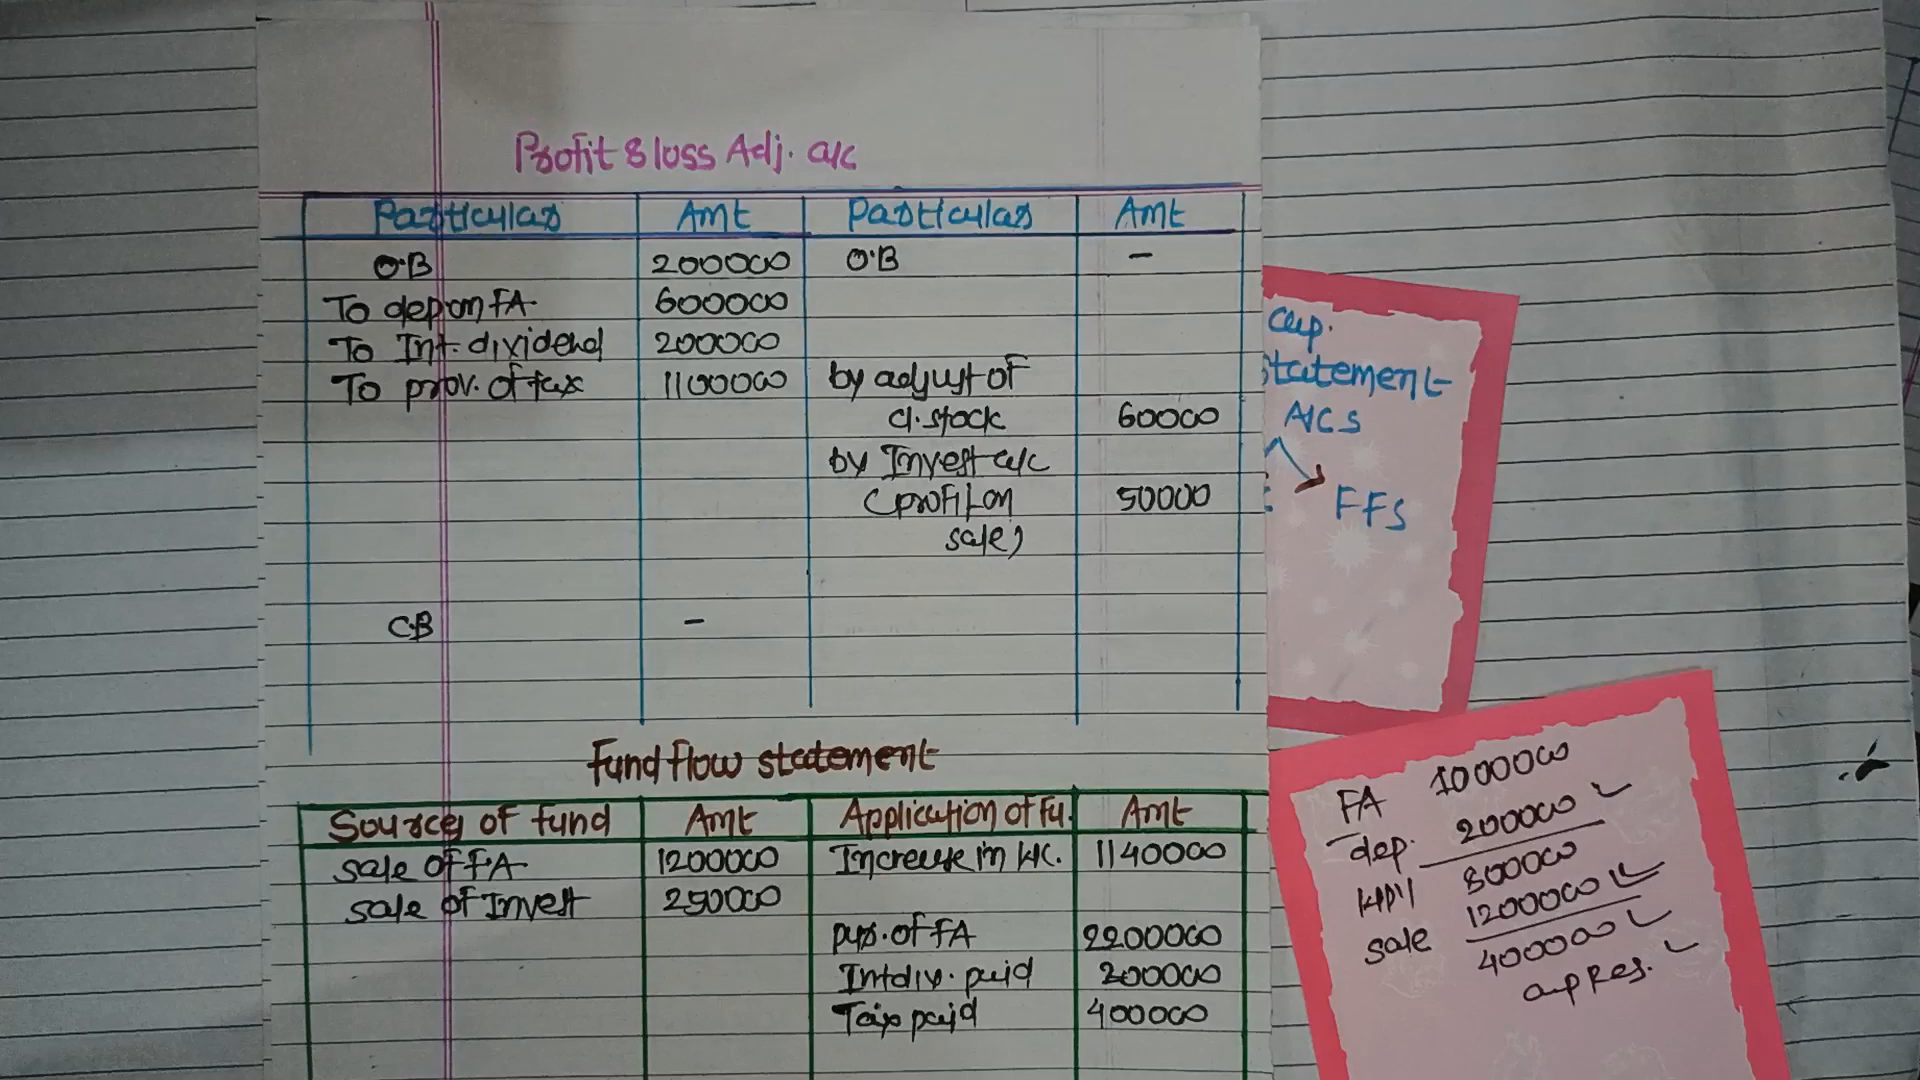 Profit & loss Adj. a/c
Particulars Amt Particulars Amt
O.B 200000 O.B -
To dep on FA 600000
To Int. dividend 200000
To prov. of tax 1100000 by adjust of
cl. stock 60000
by Invest a/c
(profit on 50000
sale)
C.B -
Fund flow statement
Sources of fund Amt Application of Fu. Amt
sale of F.A 1200000 Increase in W.C. 1140000
sale of Invest 250000
pur. of FA 2200000
Int div. paid 200000
Tax paid 400000
cap.
statement
A/CS
FFS
FA 1000000
dep. 200000
WDV 800000
sale 1200000
400000
cap Res.